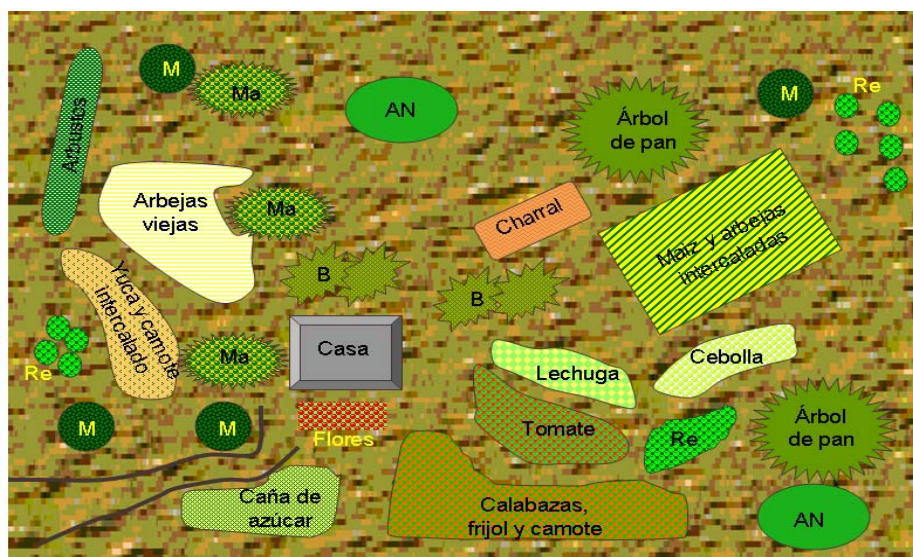 M
Ma
AN
M
Re
Arbustos
Árbol
de pan
Arbejas
viejas
Ma
Charral
Maiz y arbejas
intercaladas
B
B
Yuca y camote
intercalado
Re
Ma
Casa
Lechuga
Cebolla
M
M
Flores
Tomate
Re
Árbol
de pan
Caña de
azúcar
Calabazas,
frijol y camote
AN